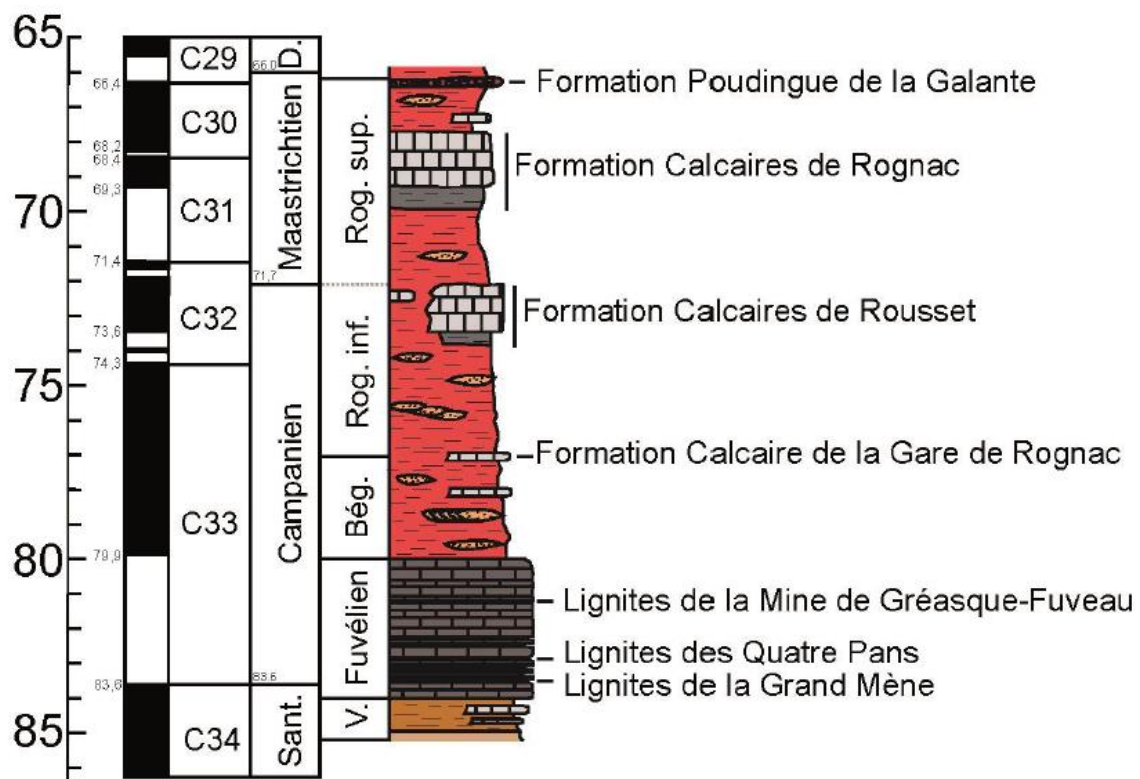 65
70
75
80
85
66,4
68,2
68,4
69,3
71,4
73,6
74,3
79,9
83,6
C29
C30
C31
C32
C33
C34
D.
66,0
Maastrichtien
71,7
Campanien
83,6
Sant.
Rog. sup.
Rog. inf.
Bég.
Fuvélien
V.
Formation Poudingue de la Galante
Formation Calcaires de Rognac
Formation Calcaires de Rousset
Formation Calcaire de la Gare de Rognac
Lignites de la Mine de Gréasque-Fuveau
Lignites des Quatre Pans
Lignites de la Grand Mène